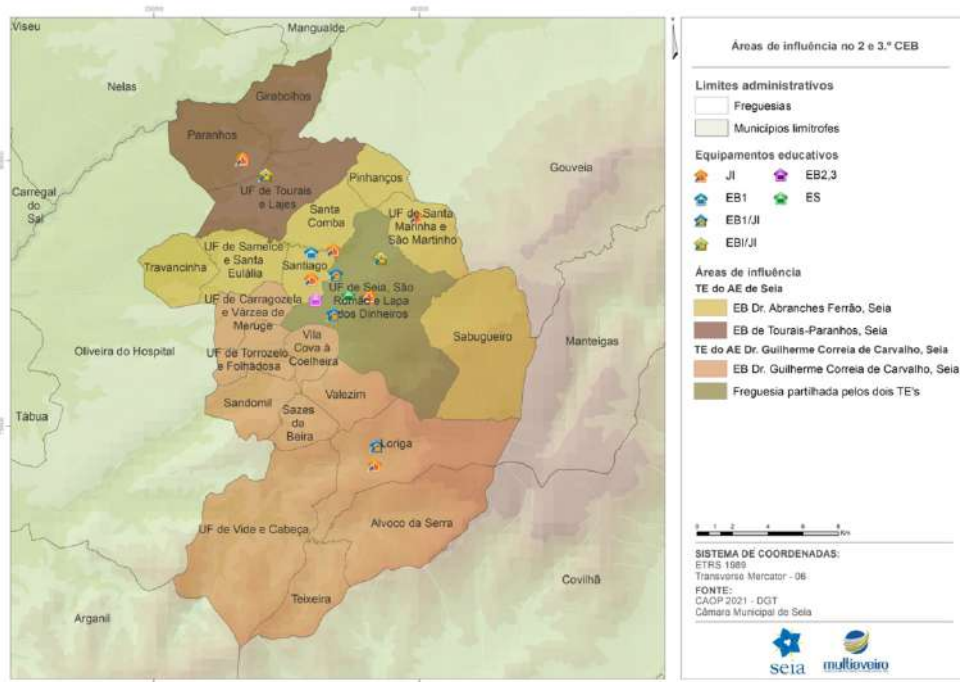 Viseu
Mangualde
Nelas
Girabolhos
Paranhos
Gouveia
Carregal
do
Sal
UF de Tourais
e Lajes
Pinhanços
Santa
Comba
UF de Santa
Marinha e
São Martinho
UF de Sameice
e Santa
Eulália
Travancinha
Santiago
UF de Seia, São
Romão e Lapa
dos Dinheiros
UF de Carragozela
e Várzea de
Meruge
Sabugueiro
Manteigas
Oliveira do Hospital
Vila
Cova à
Coelheira
UF de Torrozelo
e Folhadosa
Valezim
Sandomil
Sazes
da
Beira
Tábua
Loriga
Alvoco da Serra
UF de Vide e Cabeça
Covilhã
Teixeira
Arganil
Áreas de influência no 2 e 3.º CEB
Limites administrativos
Freguesias
Municípios limítrofes
Equipamentos educativos
JI
EB2,3
EB1
ES
EB1/JI
EBI/JI
Áreas de influência
TE do AE de Seia
EB Dr. Abranches Ferrão, Seia
EB de Tourais-Paranhos, Seia
TE do AE Dr. Guilherme Correia de Carvalho, Seia
EB Dr. Guilherme Correia de Carvalho, Seia
Freguesia partilhada pelos dois TE's
0 1 2 4 6 8
Km
SISTEMA DE COORDENADAS:
ETRS 1989
Transverse Mercator - 06
FONTE:
CAOP 2021 - DGT
Câmara Municipal de Seia
seia
multiaveiro